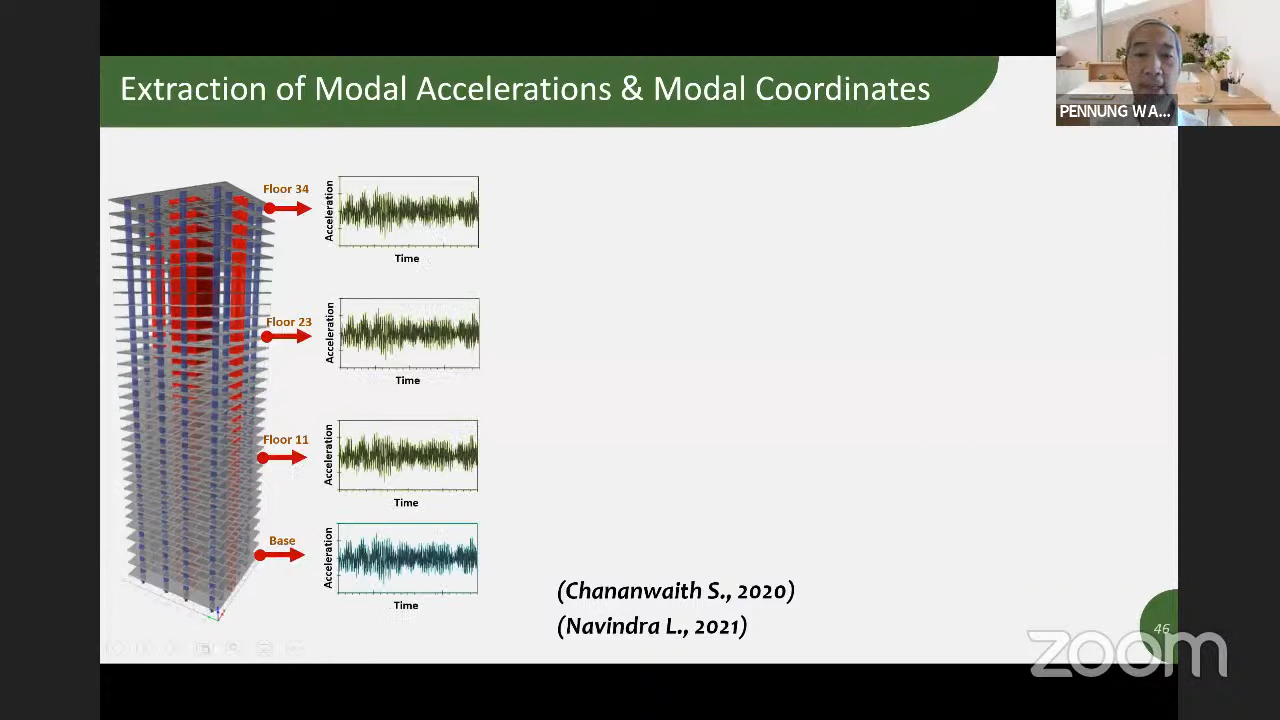 Extraction of Modal Accelerations & Modal Coordinates
PENNUNG WA...
Floor 34
Acceleration
Time
Floor 23
Acceleration
Time
Floor 11
Acceleration
Time
Base
Acceleration
Time
(Chananwaith S., 2020)
(Navindra L., 2021)
46
zoom